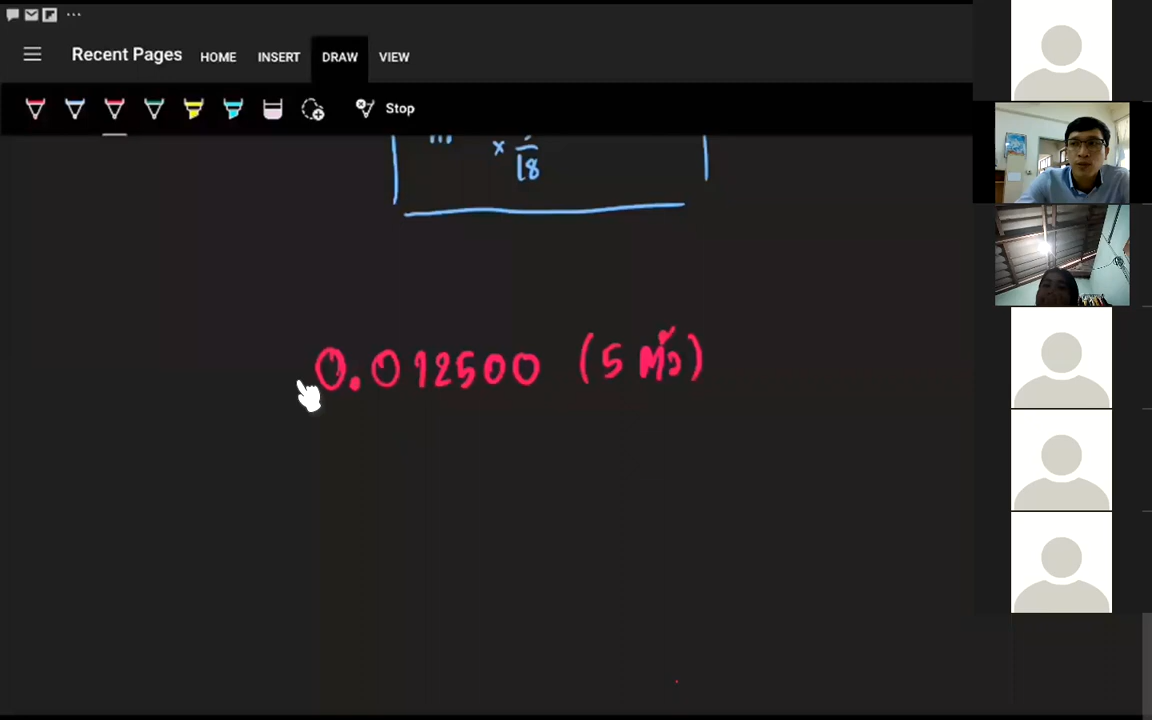 Recent Pages HOME INSERT DRAW VIEW
Stop
× /18
0.012500 (5 ตัว)